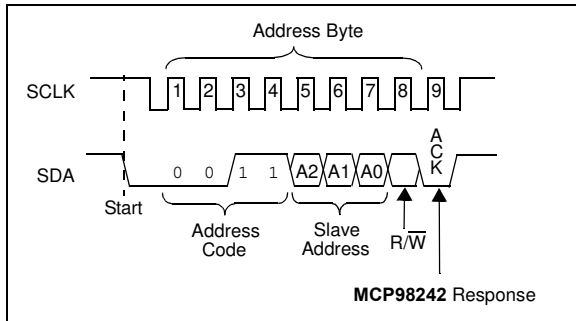 Address Byte
SCLK
1 2 3 4 5 6 7 8 9
SDA
0 0 1 1 A2 A1 A0
A
C
K
Start
Address
Code
Slave
Address
R/W̅
MCP98242 Response